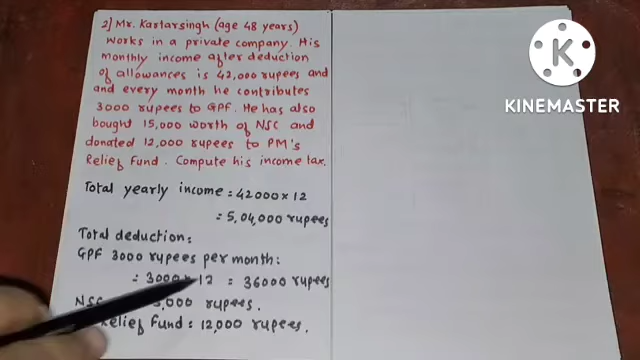 2] Mr. Kartarsingh (age 48 years)
works in a private company. His
monthly income after deduction
of allowances is 42,000 rupees and
and every month he contributes
3000 rupees to GPF. He has also
bought 15,000 worth of NSC and
donated 12,000 rupees to PM's
Relief Fund. Compute his income tax.
Total yearly income = 42000 x 12
= 5,04,000 rupees
Total deduction:
GPF 3000 rupees per month:
= 3000 x 12 = 36000 rupees
NSC 5,000 rupees.
Relief Fund: 12,000 rupees.
K
KINEMASTER